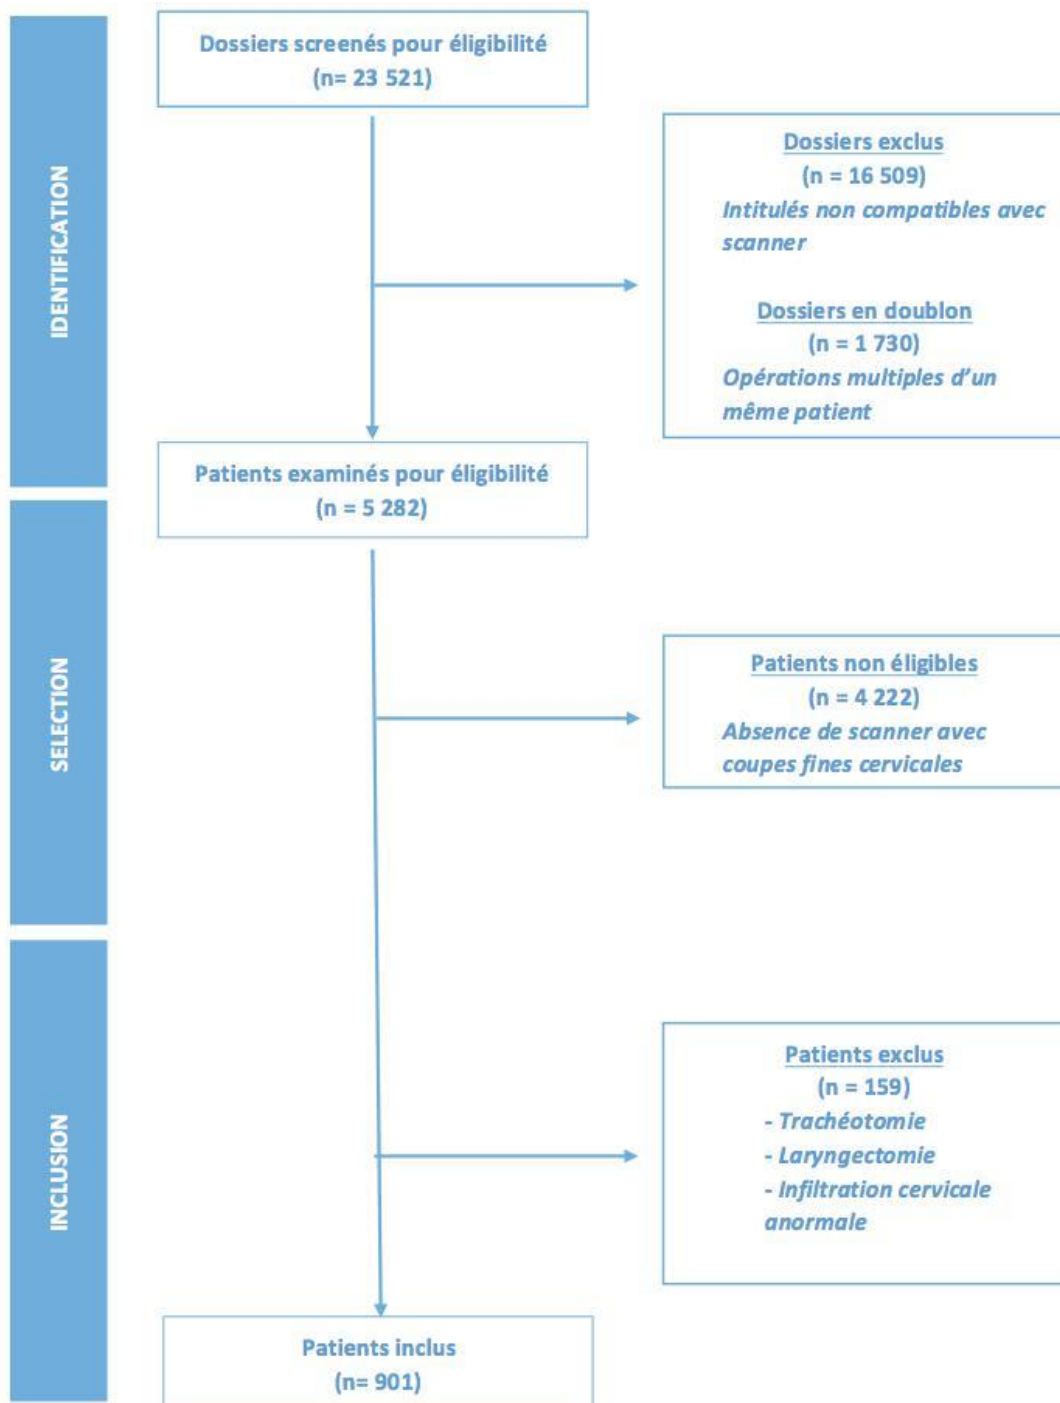 IDENTIFICATION
Dossiers screenés pour éligibilité
(n= 23 521)
Dossiers exclus
(n = 16 509)
Intitulés non compatibles avec
scanner
Dossiers en doublon
(n = 1 730)
Opérations multiples d'un
même patient
Patients examinés pour éligibilité
(n = 5 282)
SELECTION
Patients non éligibles
(n = 4 222)
Absence de scanner avec
coupes fines cervicales
INCLUSION
Patients exclus
(n = 159)
- Trachéotomie
- Laryngectomie
- Infiltration cervicale
anormale
Patients inclus
(n= 901)